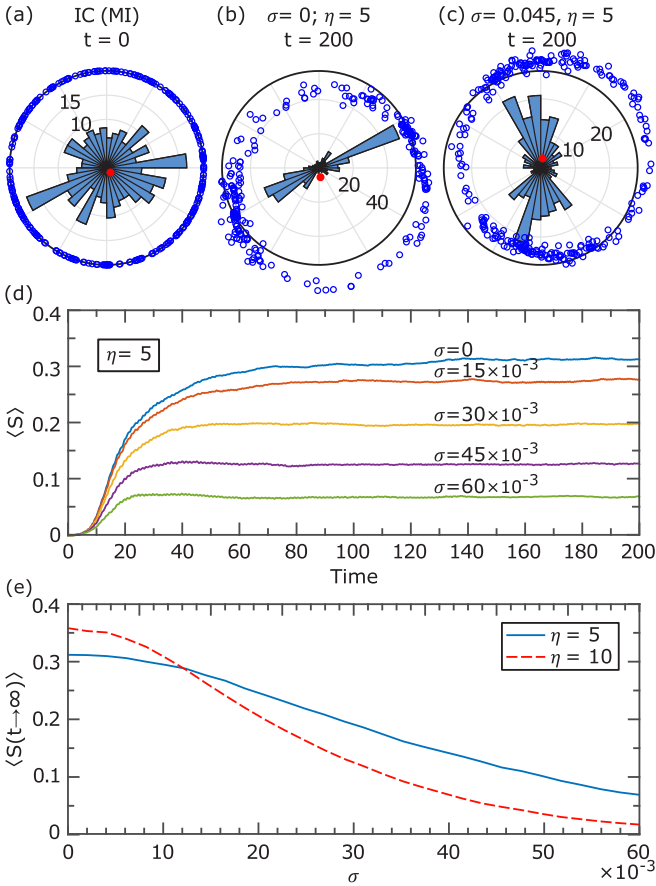 (a) IC (MI) (b) σ= 0; η = 5 (c) σ= 0.045, η = 5
t = 0 t = 200 t = 200
15
10
20
40
20
10
(d)
0.4
0.3
0.2
0.1
0
⟨S⟩
η= 5
σ=0
σ=15×10⁻³
σ=30×10⁻³
σ=45×10⁻³
σ=60×10⁻³
0 20 40 60 80 100 120 140 160 180 200
Time
(e)
0.4
0.3
0.2
0.1
0
⟨S(t→∞)⟩
η = 5
η = 10
0 10 20 30 40 50 60
σ
×10⁻³